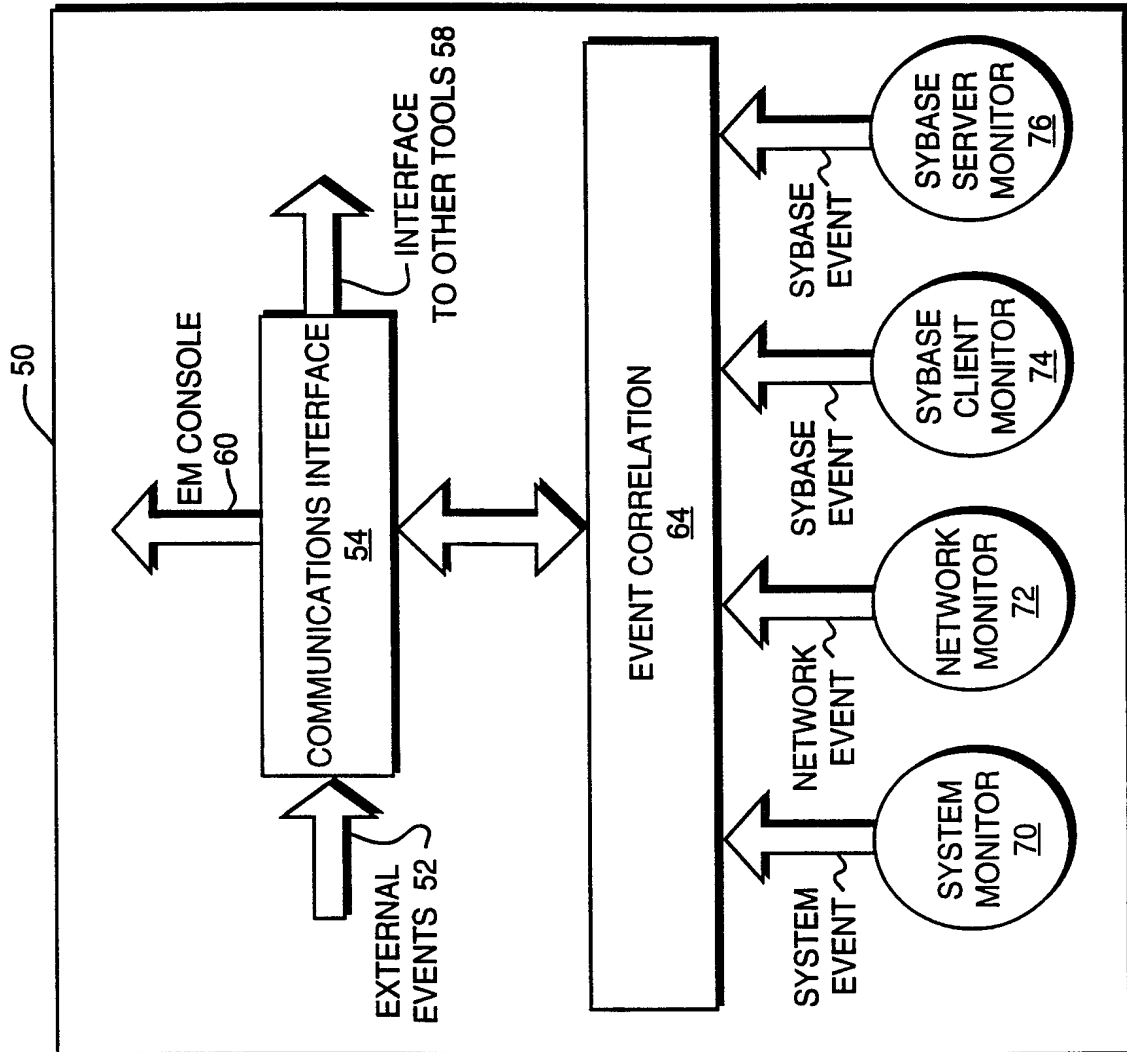 50
EM CONSOLE
60
COMMUNICATIONS INTERFACE
54
EXTERNAL
EVENTS 52
INTERFACE
TO OTHER TOOLS 58
EVENT CORRELATION
64
SYSTEM
EVENT
NETWORK
EVENT
SYBASE
EVENT
SYBASE
EVENT
SYSTEM
MONITOR
70
NETWORK
MONITOR
72
SYBASE
CLIENT
MONITOR
74
SYBASE
SERVER
MONITOR
76